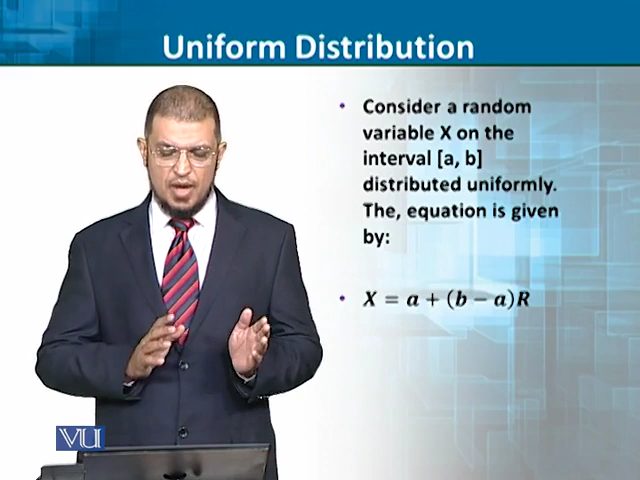 Uniform Distribution
• Consider a random
variable X on the
interval [a, b]
distributed uniformly.
The, equation is given
by:
• X = a + (b − a)R
VU